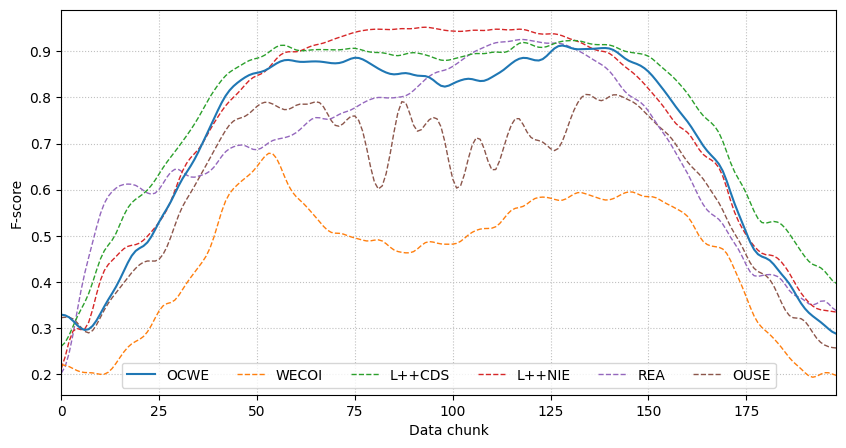 F-score
0.9
0.8
0.7
0.6
0.5
0.4
0.3
0.2
OCWE WECOI L++CDS L++NIE REA OUSE
0 25 50 75 100 125 150 175
Data chunk